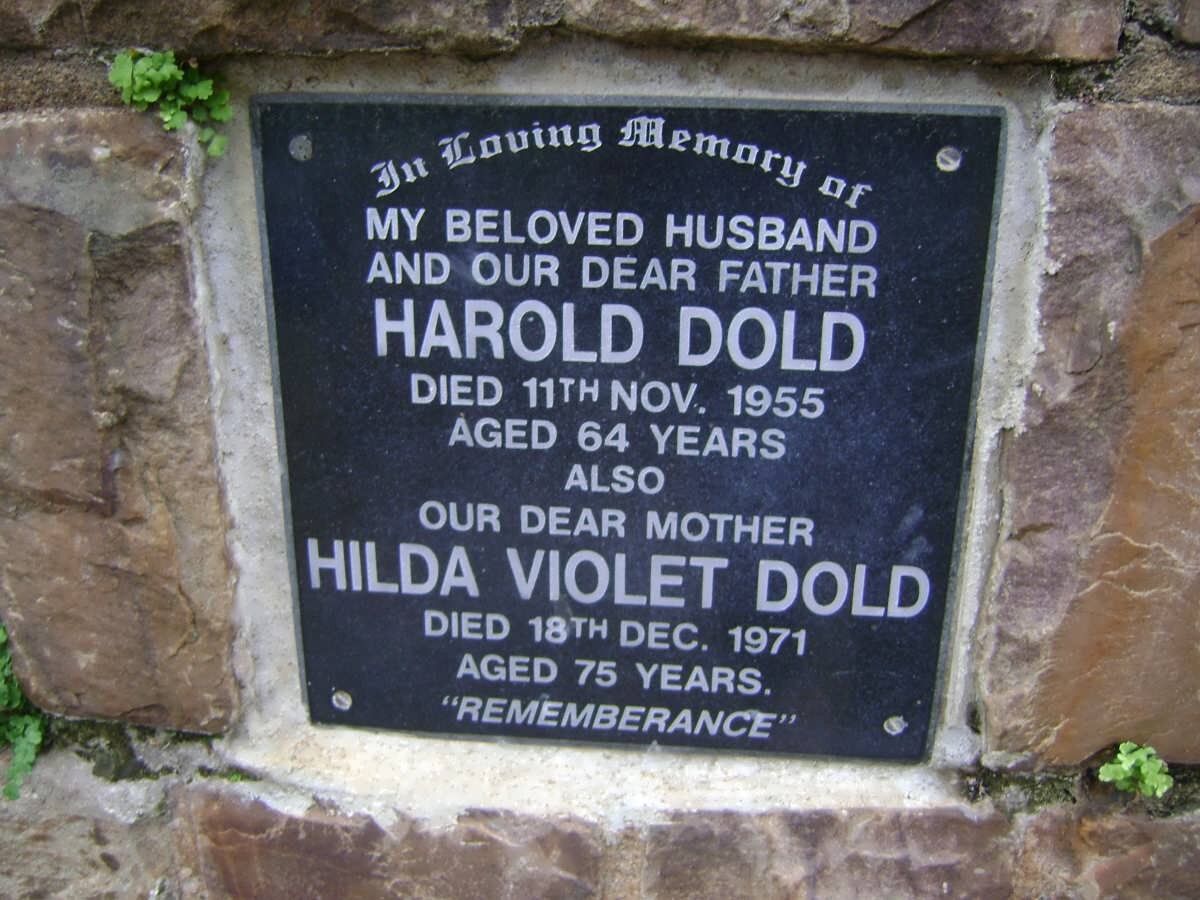 In Loving Memory of
MY BELOVED HUSBAND
AND OUR DEAR FATHER
HAROLD DOLD
DIED 11TH NOV. 1955
AGED 64 YEARS
ALSO
OUR DEAR MOTHER
HILDA VIOLET DOLD
DIED 18TH DEC. 1971
AGED 75 YEARS.
"REMEMBERANCE"